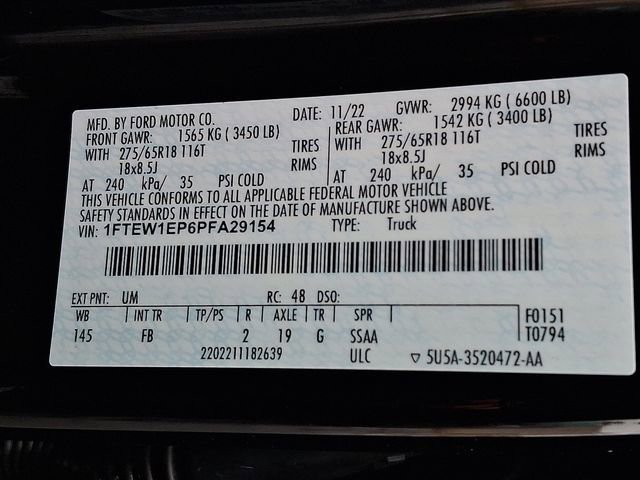 MFD. BY FORD MOTOR CO. DATE: 11/22 GVWR: 2994 KG ( 6600 LB)
FRONT GAWR: 1565 KG ( 3450 LB) REAR GAWR: 1542 KG ( 3400 LB)
WITH 275/65R18 116T TIRES WITH 275/65R18 116T TIRES
18x8.5J RIMS 18x8.5J RIMS
AT 240 kPa/ 35 PSI COLD AT 240 kPa/ 35 PSI COLD
THIS VEHICLE CONFORMS TO ALL APPLICABLE FEDERAL MOTOR VEHICLE
SAFETY STANDARDS IN EFFECT ON THE DATE OF MANUFACTURE SHOWN ABOVE.
VIN: 1FTEW1EP6PFA29154 TYPE: Truck
EXT PNT: UM RC: 48 DSO:
WB INT TR TP/PS R AXLE TR SPR F0151
145 FB 2 19 G SSAA T0794
2202211182639 ULC ▽ 5U5A-3520472-AA